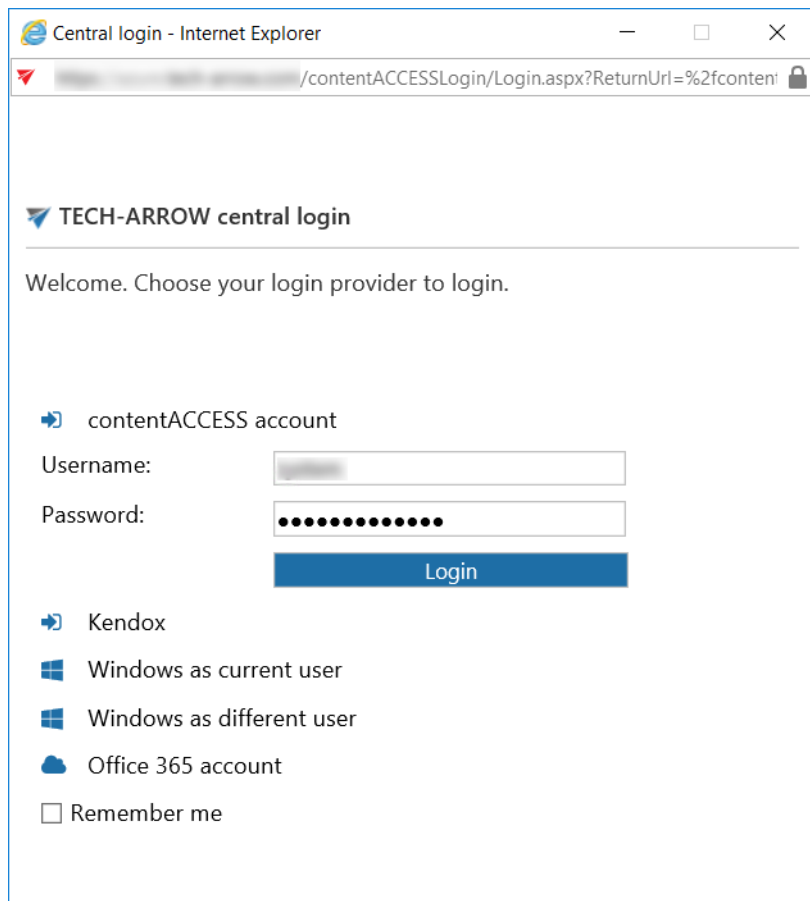 Central login - Internet Explorer
/contentACCESSLogin/Login.aspx?ReturnUrl=%2fconten
TECH-ARROW central login
Welcome. Choose your login provider to login.
contentACCESS account
Username:
Password: •••••••••••••
Login
Kendox
Windows as current user
Windows as different user
Office 365 account
Remember me